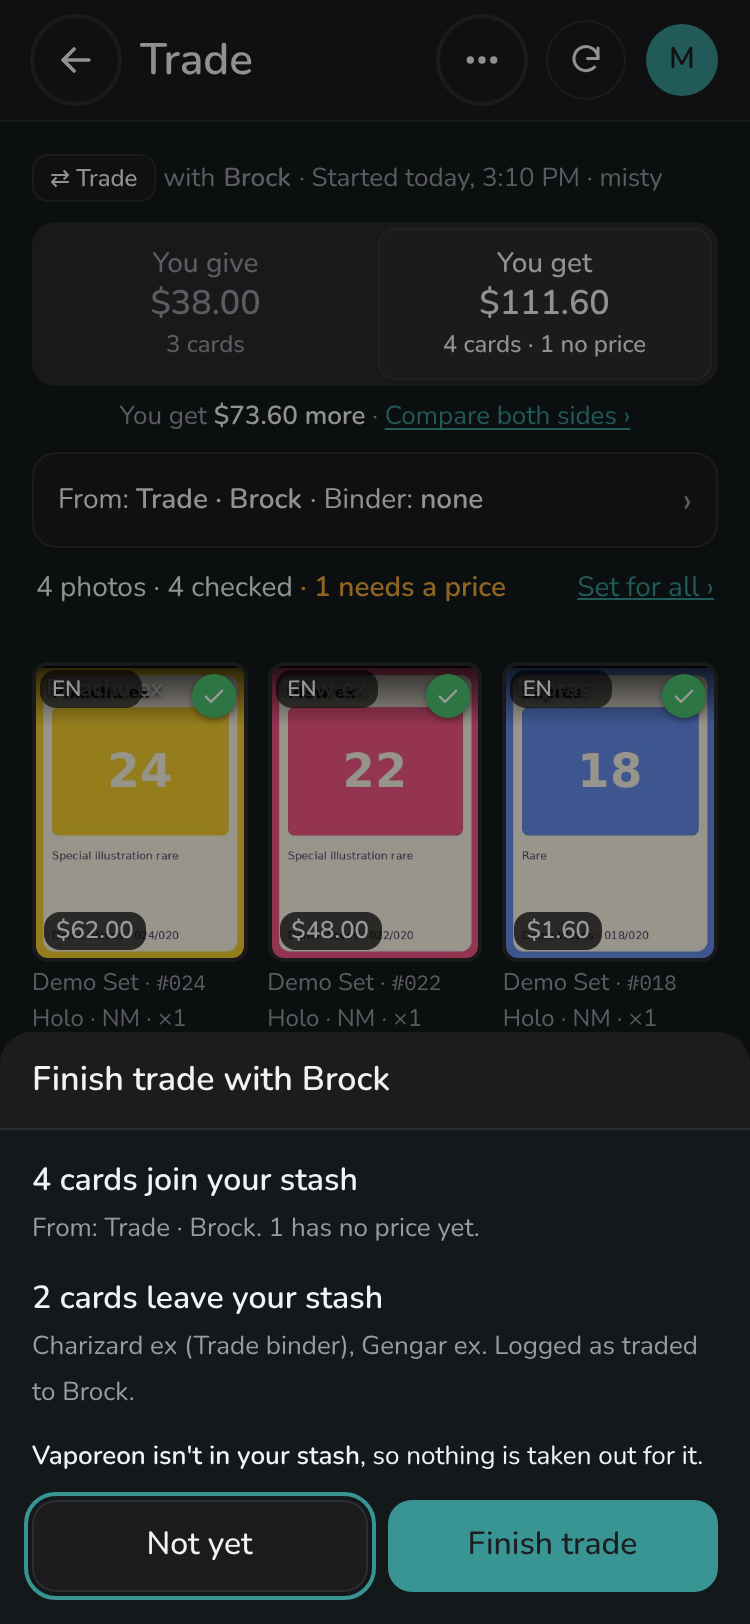 Trade
M
⇄ Trade with Brock · Started today, 3:10 PM · misty
You give
$38.00
3 cards
You get
$111.60
4 cards · 1 no price
You get $73.60 more · Compare both sides ›
From: Trade · Brock · Binder: none ›
4 photos · 4 checked · 1 needs a price
Set for all ›
EN
24
Special illustration rare
$62.00
024/020
Demo Set · #024
Holo · NM · ×1
EN
22
Special illustration rare
$48.00
022/020
Demo Set · #022
Holo · NM · ×1
EN
18
Rare
$1.60
018/020
Demo Set · #018
Holo · NM · ×1
Finish trade with Brock
4 cards join your stash
From: Trade · Brock. 1 has no price yet.
2 cards leave your stash
Charizard ex (Trade binder), Gengar ex. Logged as traded
to Brock.
Vaporeon isn't in your stash, so nothing is taken out for it.
Not yet
Finish trade